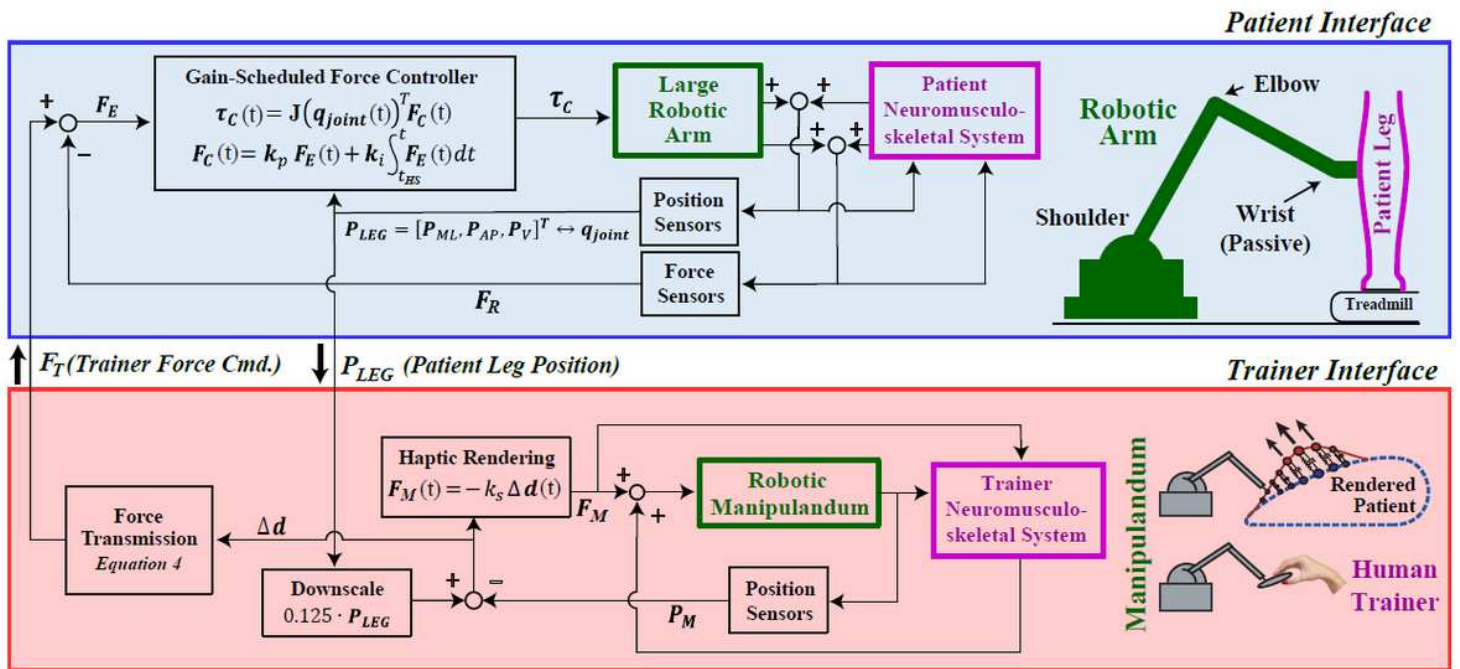 Patient Interface
Gain-Scheduled Force Controller
τ_C(t) = J(q_joint(t))^T F_C(t)
F_C(t) = k_p F_E(t) + k_i ∫_{t_HS}^{t} F_E(t)dt
+
F_E
−
τ_C
Large
Robotic
Arm
+
+
+
+
Patient
Neuromusculo-
skeletal System
Position
Sensors
P_LEG = [P_ML, P_AP, P_V]^T ↔ q_joint
Force
Sensors
F_R
Elbow
Robotic
Arm
Shoulder
Wrist
(Passive)
Patient Leg
Treadmill
F_T (Trainer Force Cmd.)
P_LEG (Patient Leg Position)
Trainer Interface
Haptic Rendering
F_M(t) = −k_s Δd(t)
F_M
+
+
Robotic
Manipulandum
Trainer
Neuromusculo-
skeletal System
Force
Transmission
Equation 4
Δd
Downscale
0.125 · P_LEG
+
−
P_M
Position
Sensors
Manipulandum
Rendered
Patient
Human
Trainer